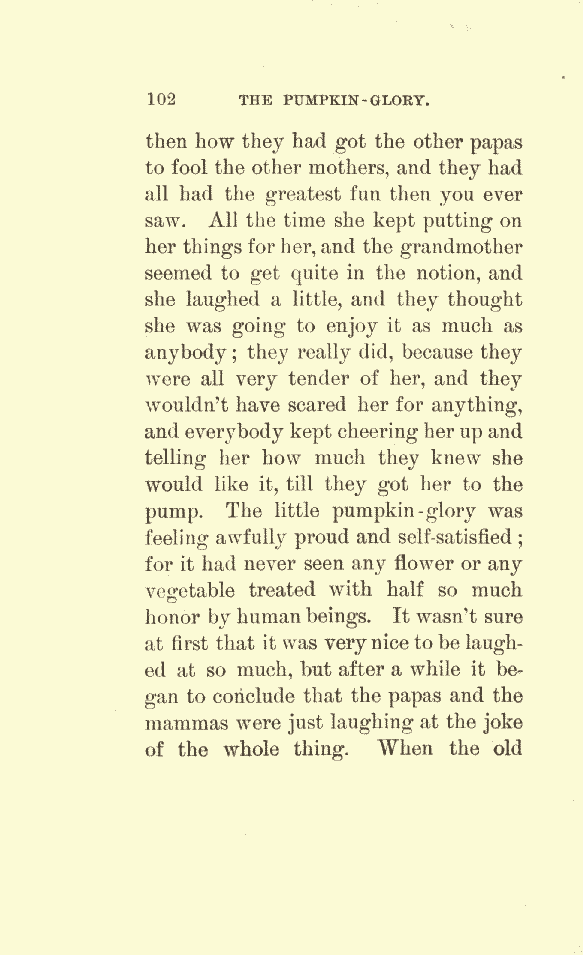 102 THE PUMPKIN-GLORY.
then how they had got the other papas
to fool the other mothers, and they had
all had the greatest fun then you ever
saw. All the time she kept putting on
her things for her, and the grandmother
seemed to get quite in the notion, and
she laughed a little, and they thought
she was going to enjoy it as much as
anybody; they really did, because they
were all very tender of her, and they
wouldn't have scared her for anything,
and everybody kept cheering her up and
telling her how much they knew she
would like it, till they got her to the
pump. The little pumpkin-glory was
feeling awfully proud and self-satisfied;
for it had never seen any flower or any
vegetable treated with half so much
honor by human beings. It wasn't sure
at first that it was very nice to be laugh-
ed at so much, but after a while it be-
gan to conclude that the papas and the
mammas were just laughing at the joke
of the whole thing. When the old